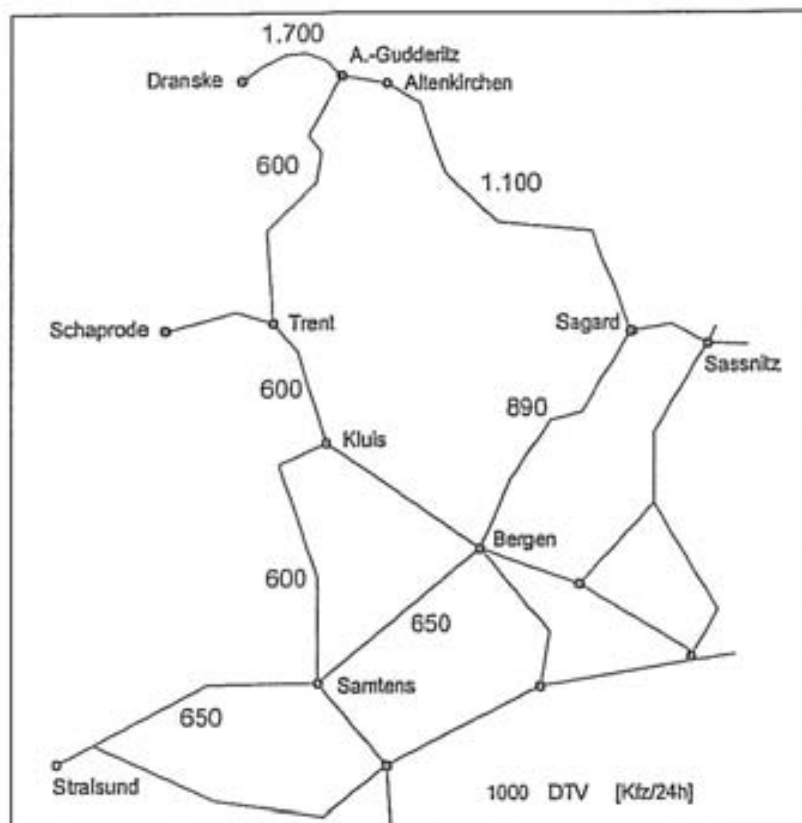 1.700
A.-Gudderitz
Dranske
Altenkirchen
600
1.100
Schaprode
Trent
Sagard
Sassnitz
600
890
Kluis
Bergen
600
650
Samtens
650
Stralsund
1000 DTV [Kfz/24h]